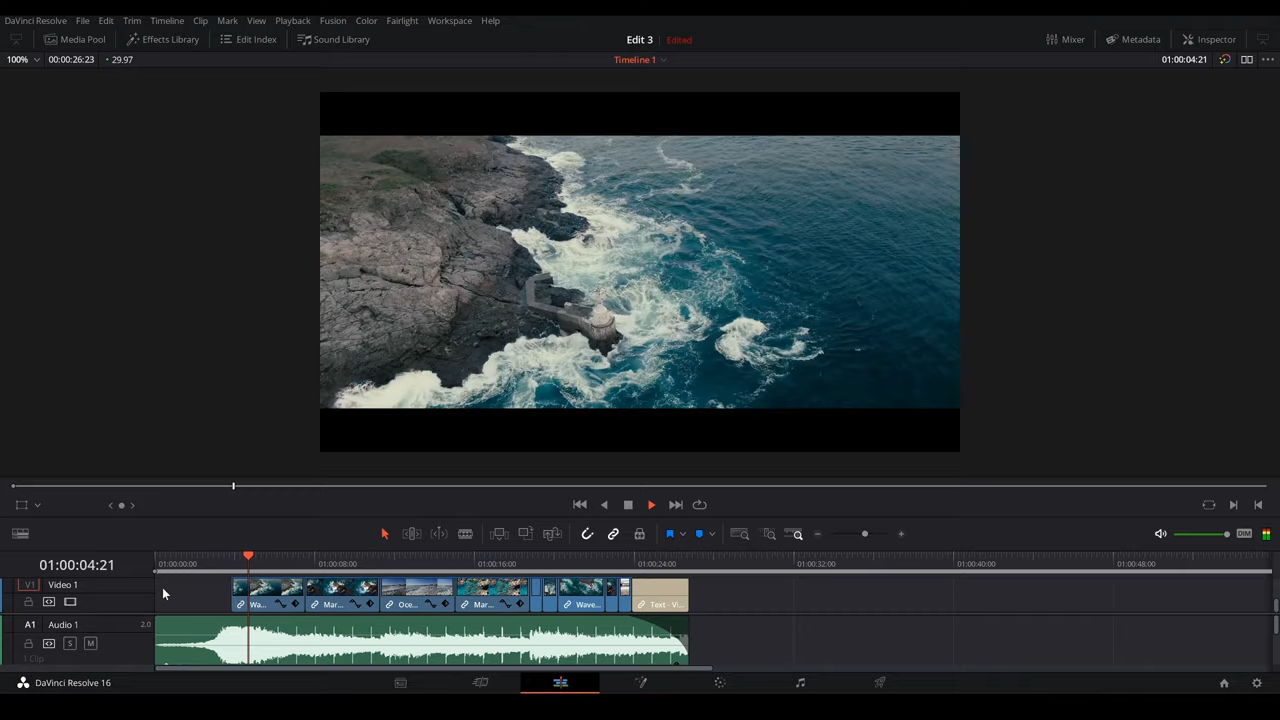 DaVinci Resolve File Edit Trim Timeline Clip Mark View Playback Fusion Color Fairlight Workspace Help
Media Pool Effects Library Edit Index Sound Library Edit 3 Edited Mixer Metadata Inspector
100% 00:00:26:23 29.97 Timeline 1 01:00:04:21
DIM
01:00:04:21 01:00:00:00 01:00:08:00 01:00:16:00 01:00:24:00 01:00:32:00 01:00:40:00 01:00:48:00
V1 Video 1
Wa... Mar... Oce... Mar... Wave... Text - Vi...
A1 Audio 1 2.0
S M
1 Clip
DaVinci Resolve 16